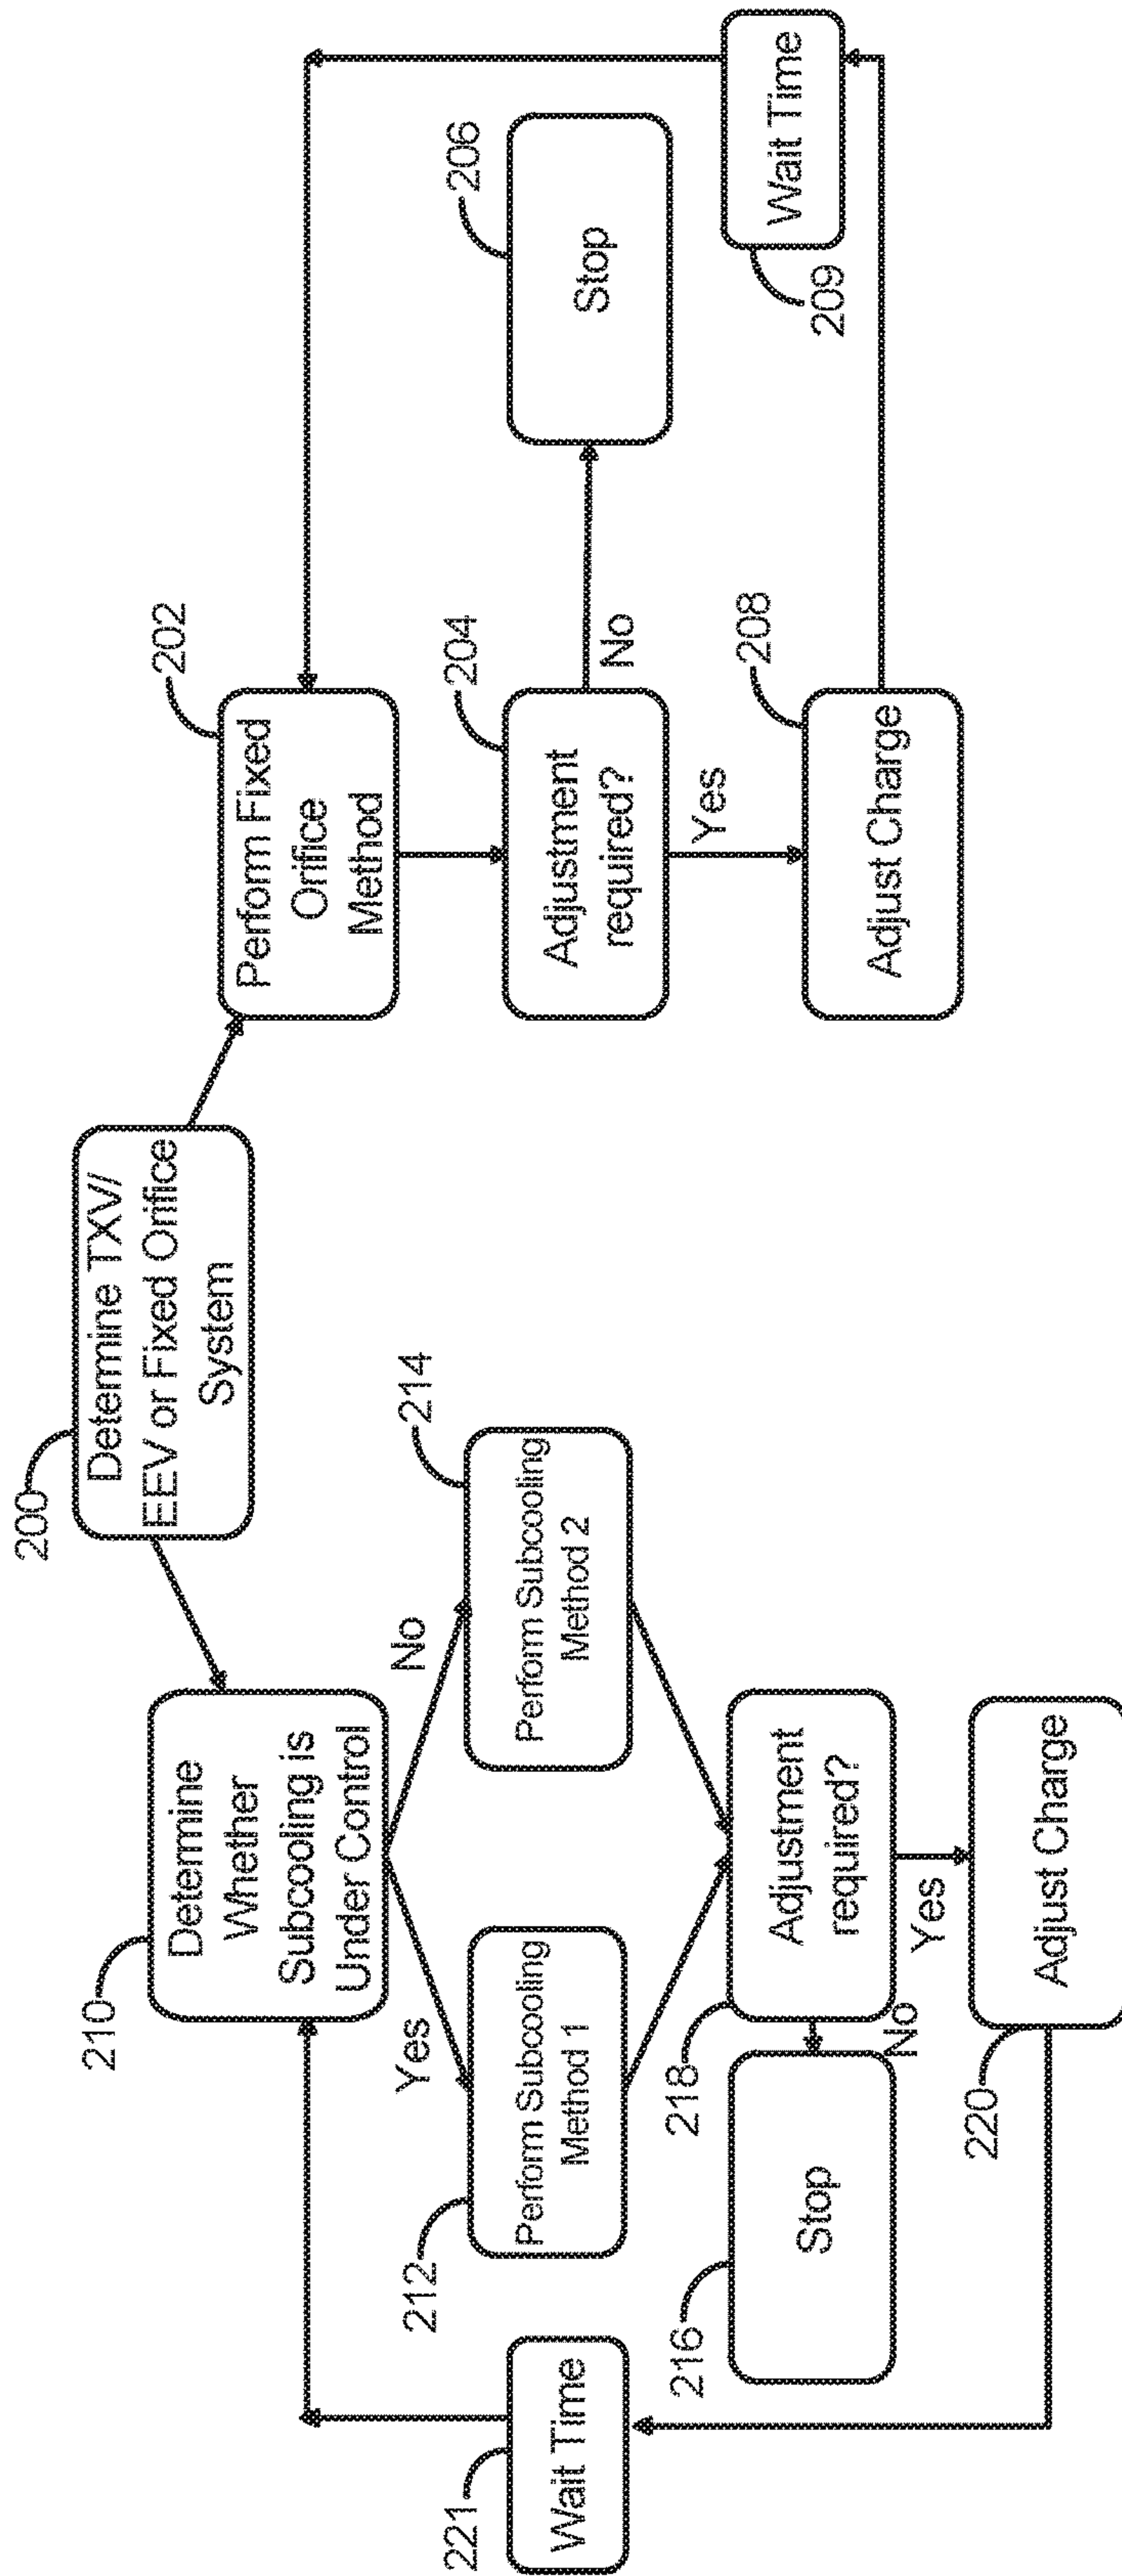 200
Determine TXV/
EEV or Fixed Orifice
System
210
Determine
Whether
Subcooling is
Under Control
Yes
No
212
Perform Subcooling
Method 1
214
Perform Subcooling
Method 2
221
Wait Time
216
Stop
218
Adjustment
required?
No
Yes
220
Adjust Charge
202
Perform Fixed
Orifice
Method
204
Adjustment
required?
No
206
Stop
Yes
208
Adjust Charge
209
Wait Time